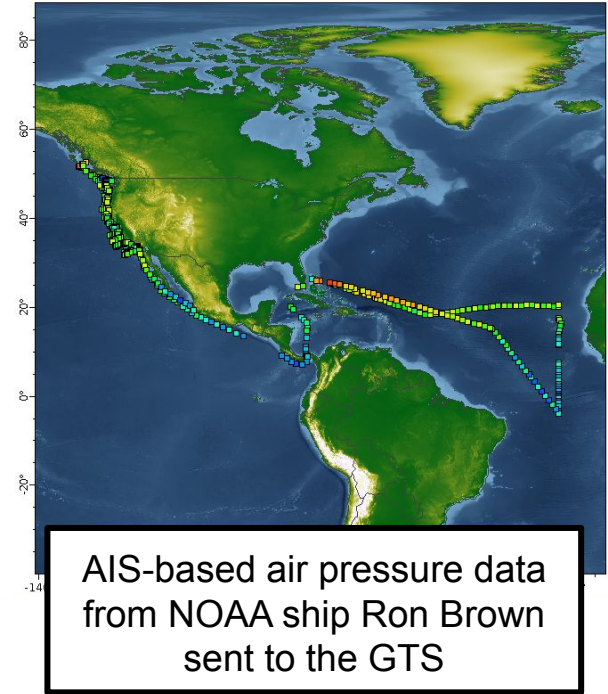 80°
60°
40°
20°
0°
20°
AIS-based air pressure data
from NOAA ship Ron Brown
sent to the GTS